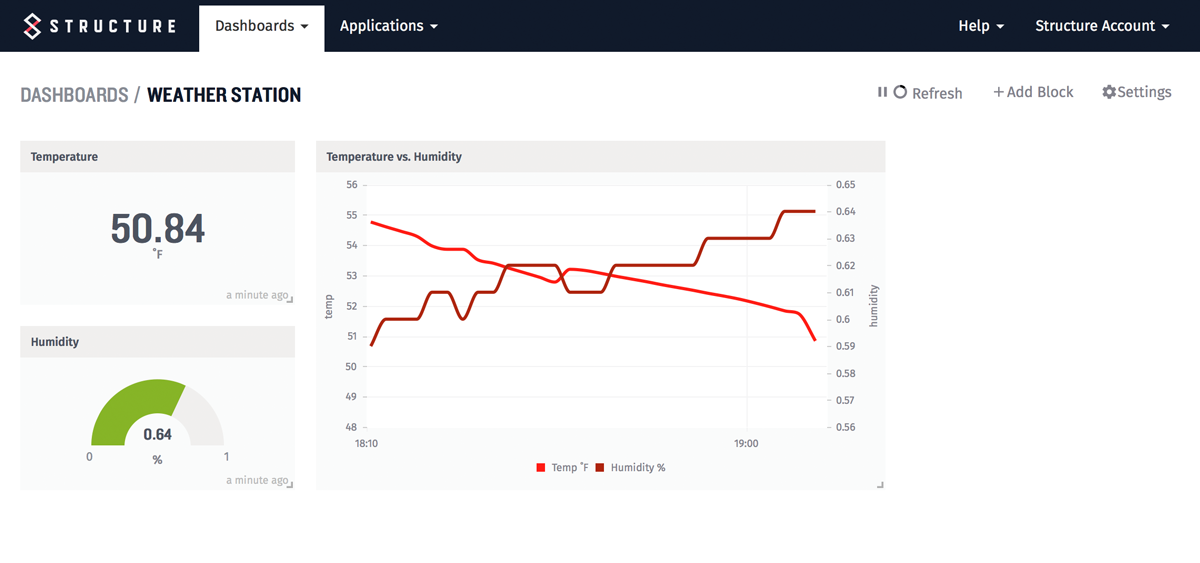 STRUCTURE Dashboards Applications Help Structure Account
DASHBOARDS / WEATHER STATION Refresh + Add Block Settings
Temperature
50.84
°F
a minute ago
Humidity
0.64
0 1
%
a minute ago
Temperature vs. Humidity
56 0.65
55 0.64
54 0.63
53 0.62
52 0.61
51 0.6
50 0.59
49 0.58
48 0.57
0.56
temp
humidity
18:10 19:00
Temp °F Humidity %